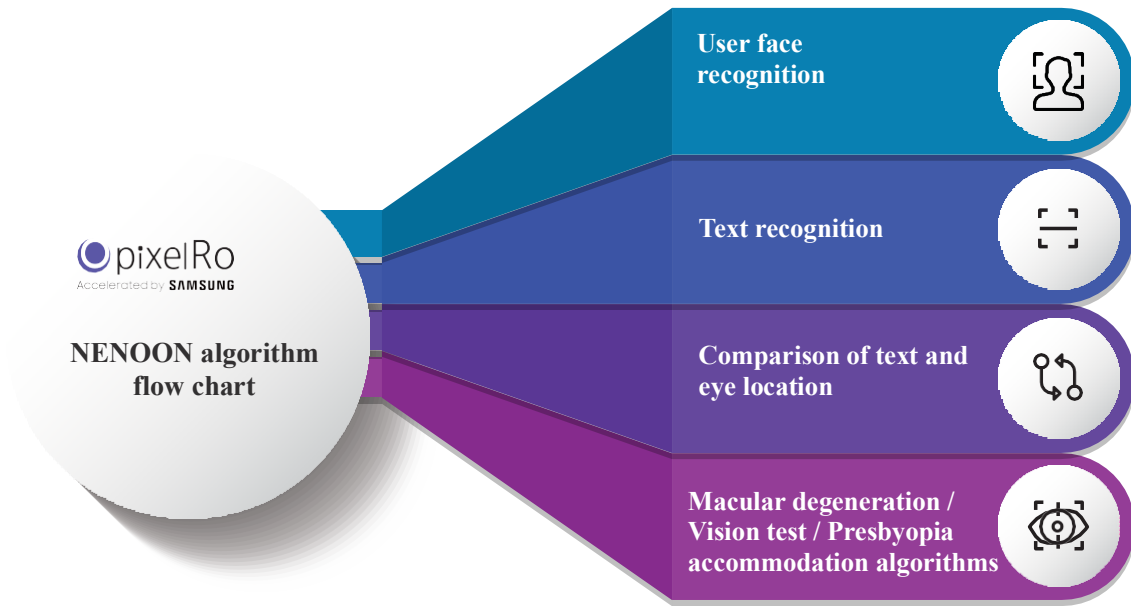 pixelRo
Accelerated by SAMSUNG
NENOON algorithm
flow chart
User face
recognition
Text recognition
Comparison of text and
eye location
Macular degeneration /
Vision test / Presbyopia
accommodation algorithms